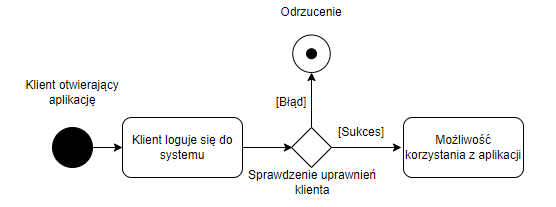 Odrzucenie
Klient otwierający
aplikację
[Błąd]
[Sukces]
Klient loguje się do
systemu
Możliwość
korzystania z aplikacji
Sprawdzenie uprawnień
klienta